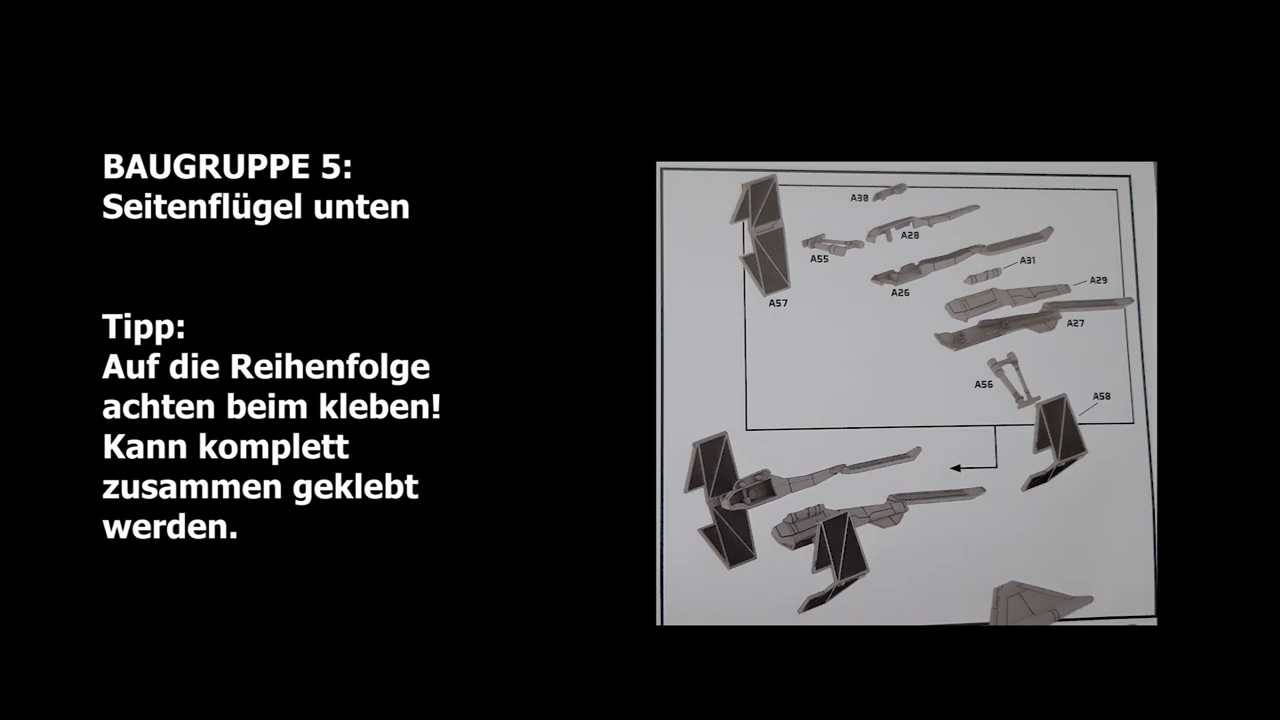 BAUGRUPPE 5:
Seitenflügel unten
Tipp:
Auf die Reihenfolge
achten beim kleben!
Kann komplett
zusammen geklebt
werden.
A30
A28
A55
A31
A26
A29
A57
A27
A56
A58